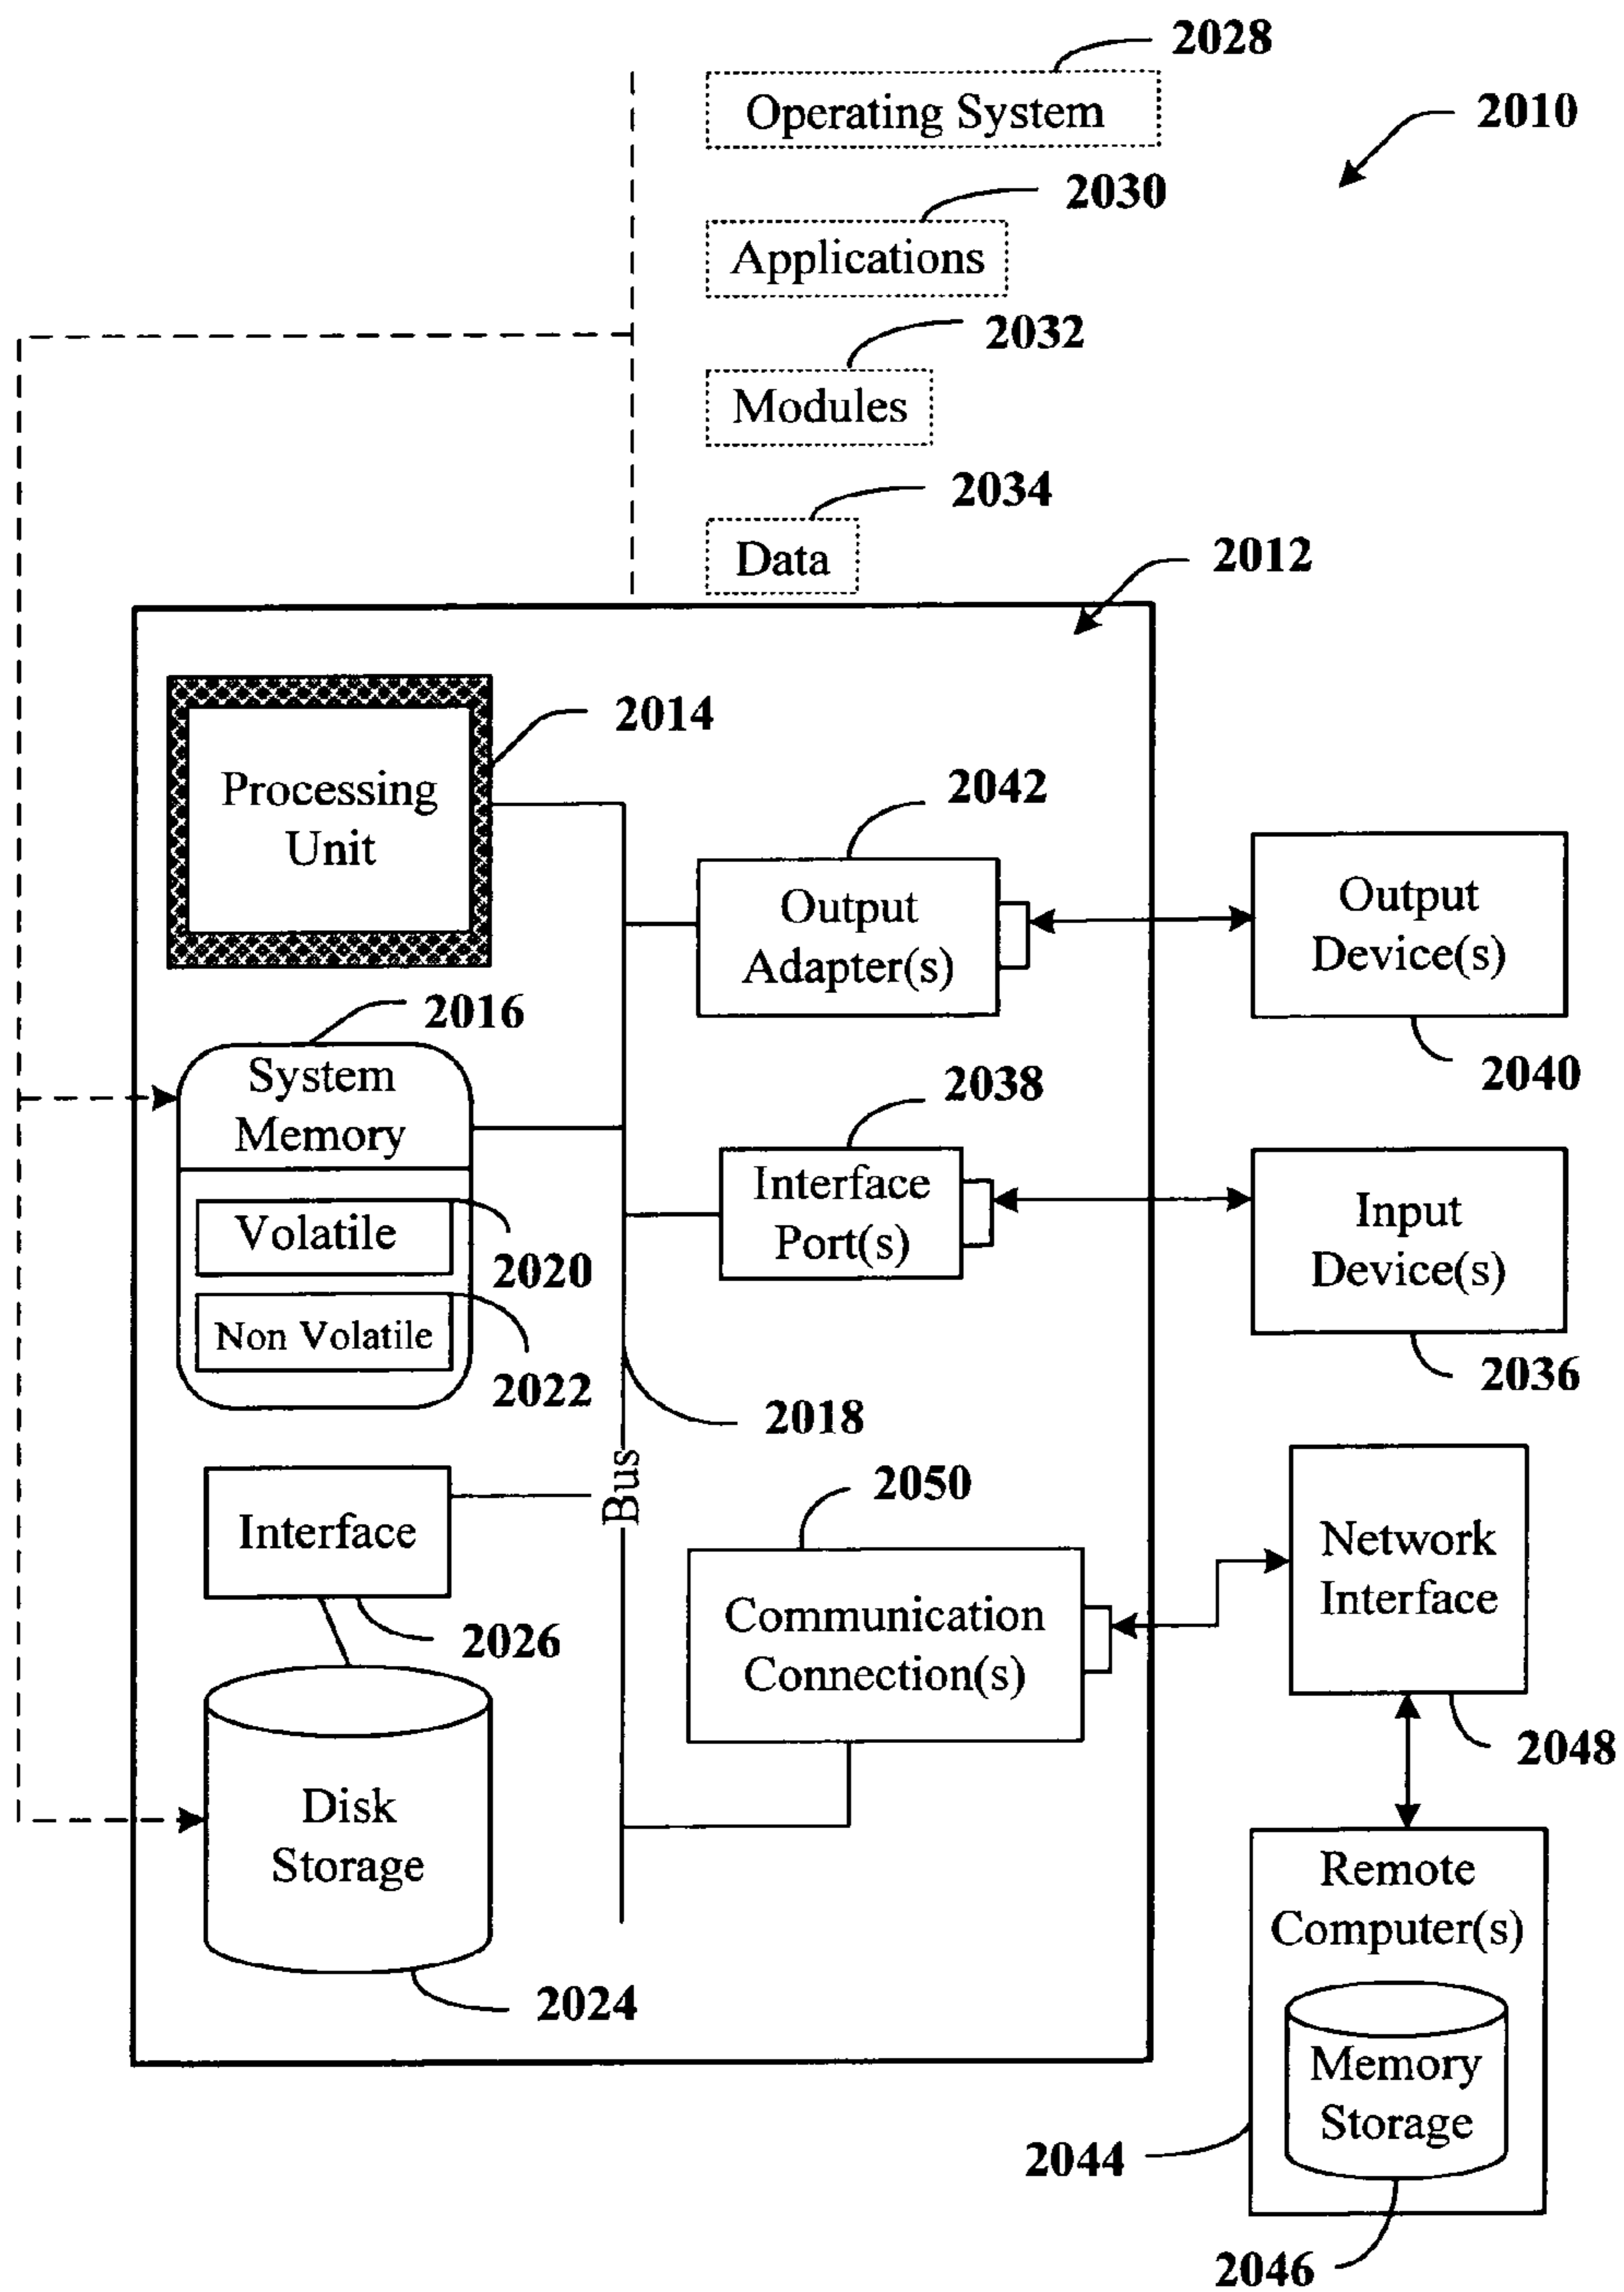 2028
Operating System
2010
2030
Applications
2032
Modules
2034
Data
2012
2014
Processing
Unit
2042
Output
Adapter(s)
Output
Device(s)
2040
2016
System
Memory
2038
Interface
Port(s)
Input
Device(s)
2036
Volatile
2020
Non Volatile
2022
2018
Bus
2050
Interface
2026
Communication
Connection(s)
Network
Interface
2048
Disk
Storage
2024
Remote
Computer(s)
Memory
Storage
2044
2046